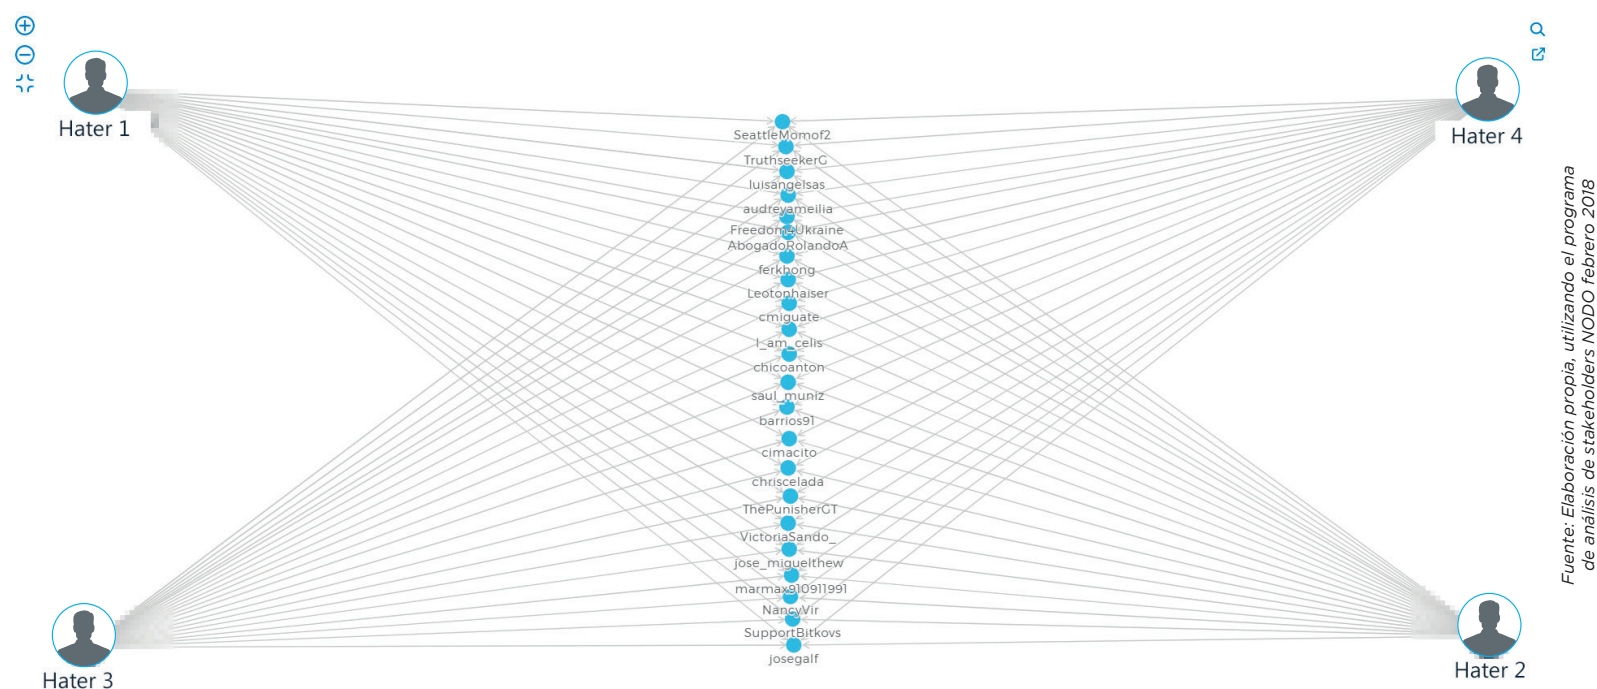 Hater 1
Hater 4
SeattleMomof2
TruthseekerG
luisangelsas
audreyameilia
Freedom4Ukraine
AbogadoRolandoA
ferkhong
Leotonhaiser
cmiguate
I_am_celis
chicoanton
saul_muniz
barrios91
cimacito
chriscelada
ThePunisherGT
VictoriaSando_
jose_miguelthew
marmax910911991
NancyVir
SupportBitkovs
josegalf
Hater 3
Hater 2
Fuente: Elaboración propia, utilizando el programa
de análisis de stakeholders NODO febrero 2018